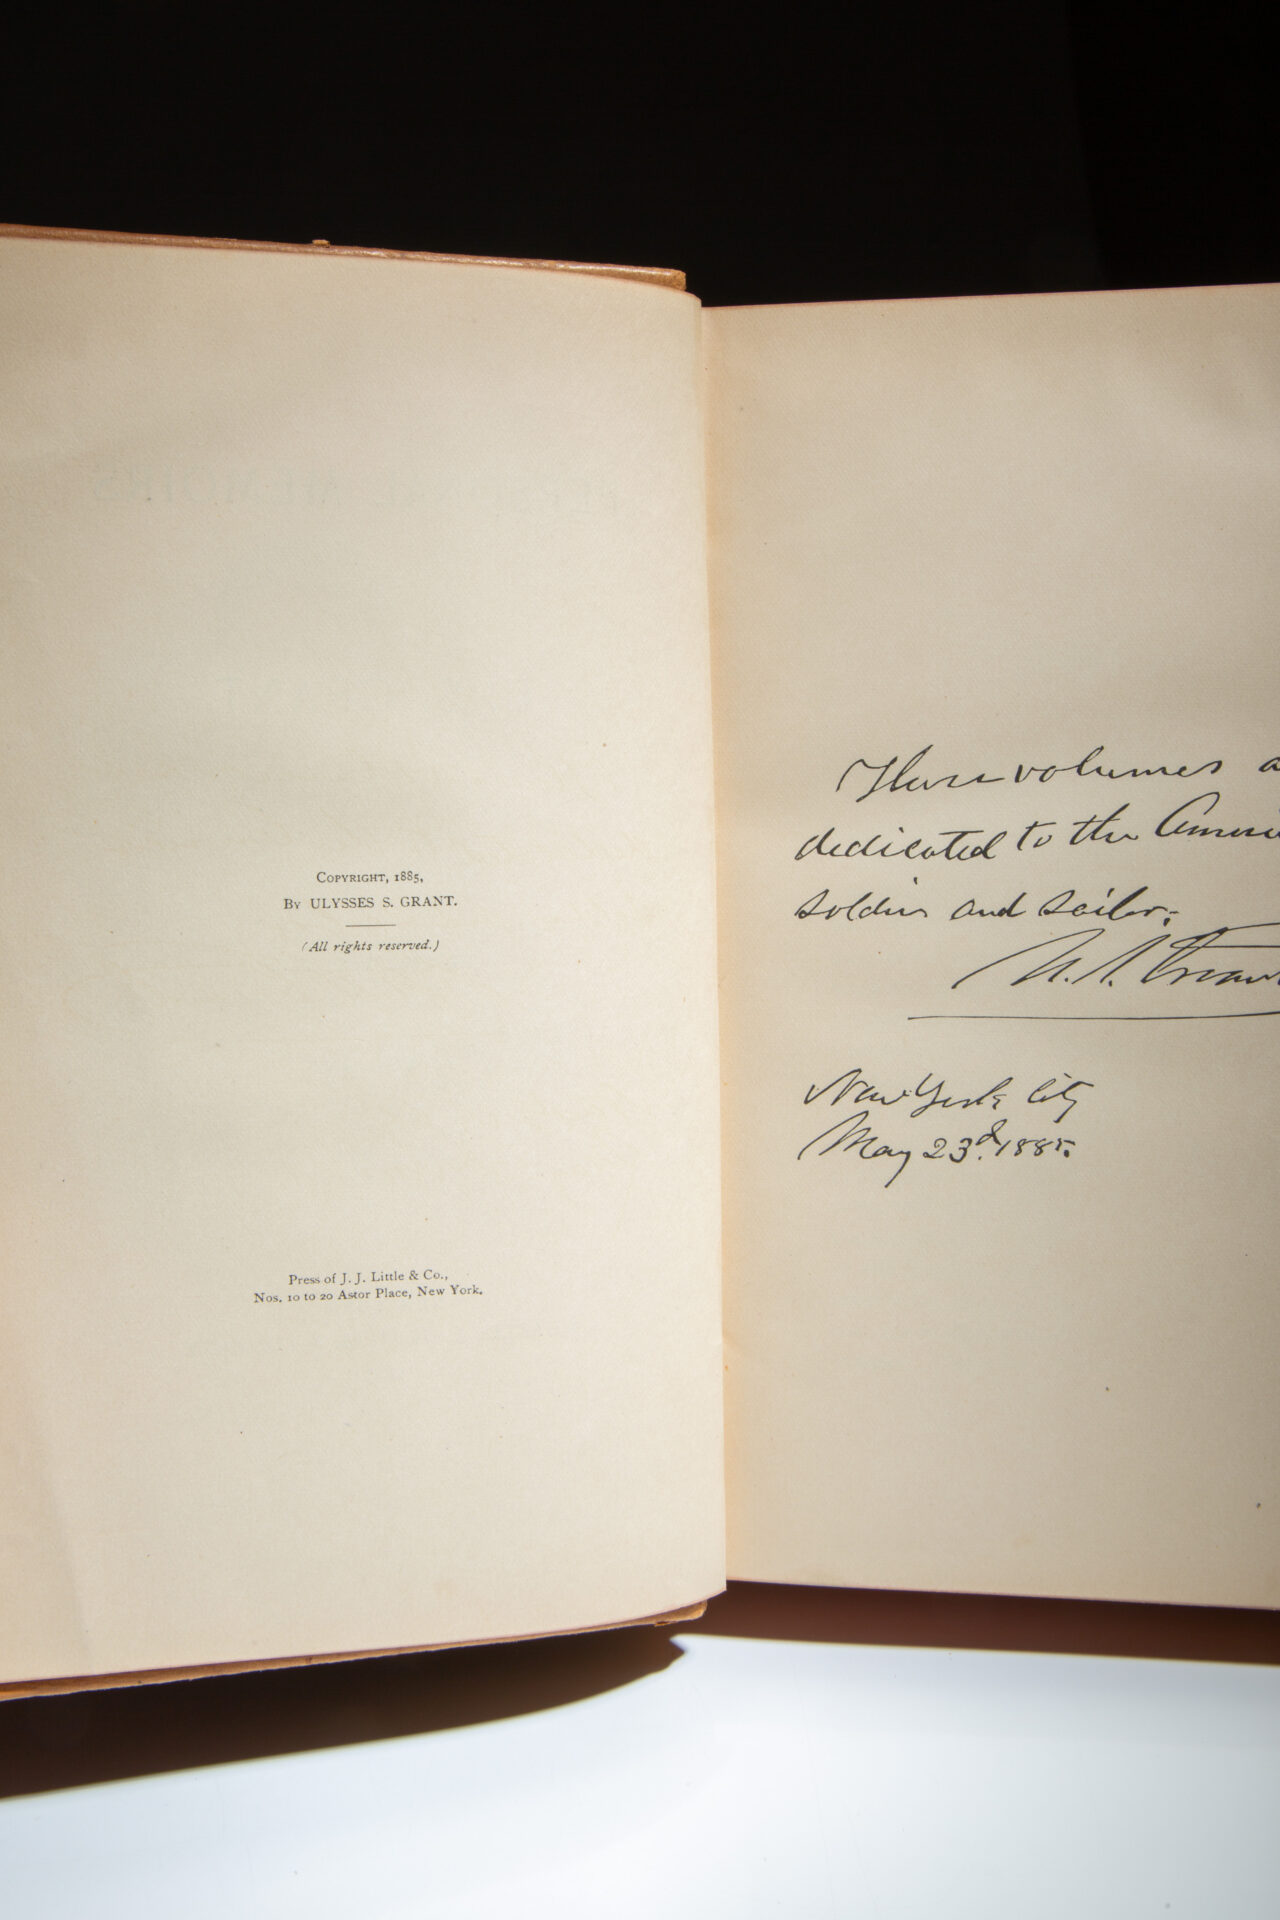 COPYRIGHT, 1885,
BY ULYSSES S. GRANT.
(All rights reserved.)
Press of J. J. Little & Co.,
Nos. 10 to 20 Astor Place, New York.
These volumes a
dedicated to the Ameri
soldier and sailor.
U. S. Grant
New York City
May 23d. 1885.